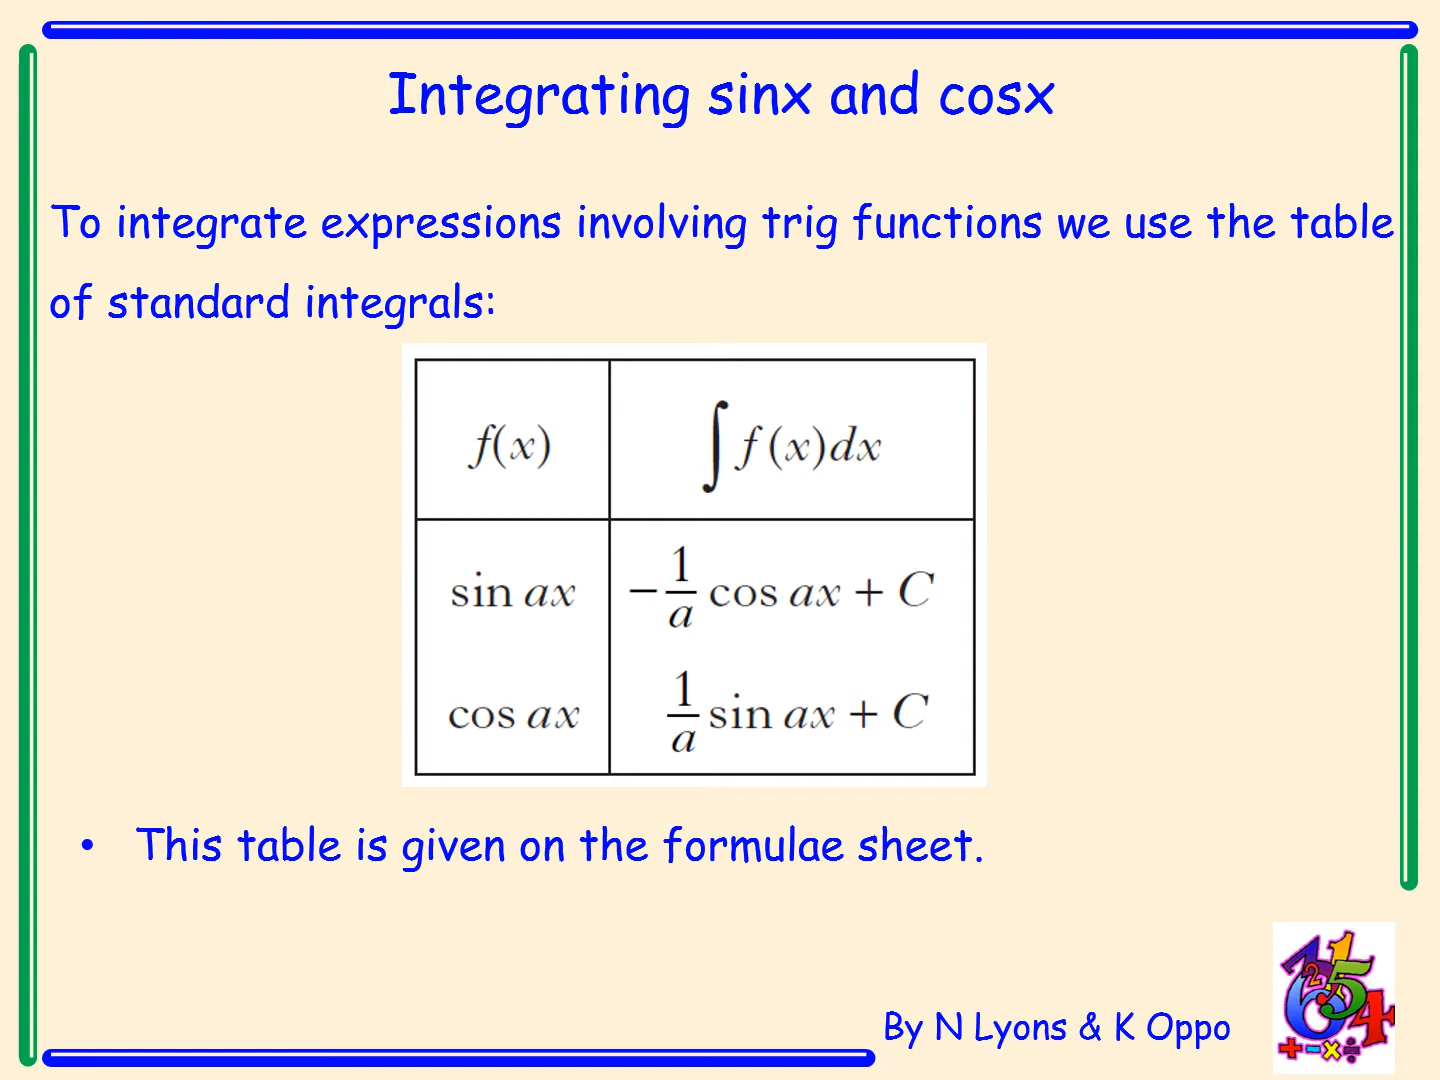 Integrating sinx and cosx
To integrate expressions involving trig functions we use the table
of standard integrals:
f(x) ∫ f(x)dx
sin ax −1/a cos ax + C
cos ax 1/a sin ax + C
• This table is given on the formulae sheet.
By N Lyons & K Oppo